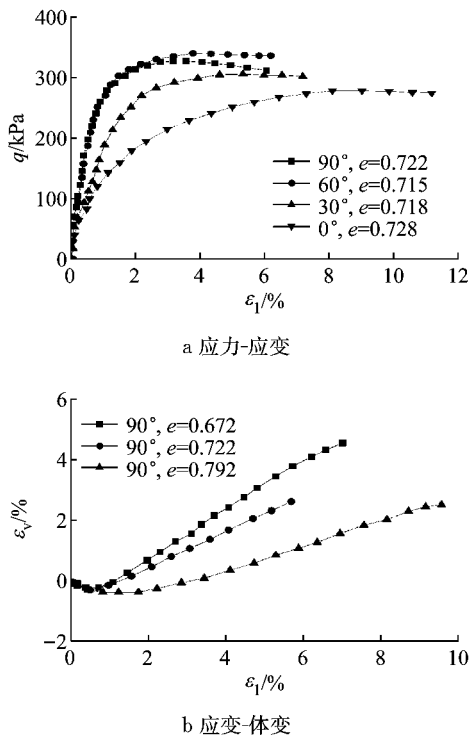 400
300
200
100
0
q/kPa
90°, e=0.722
60°, e=0.715
30°, e=0.718
0°, e=0.728
0 2 4 6 8 10 12
ε1/%
a 应力-应变
6
4
2
0
−2
εv/%
90°, e=0.672
90°, e=0.722
90°, e=0.792
0 2 4 6 8 10
ε1/%
b 应变-体变